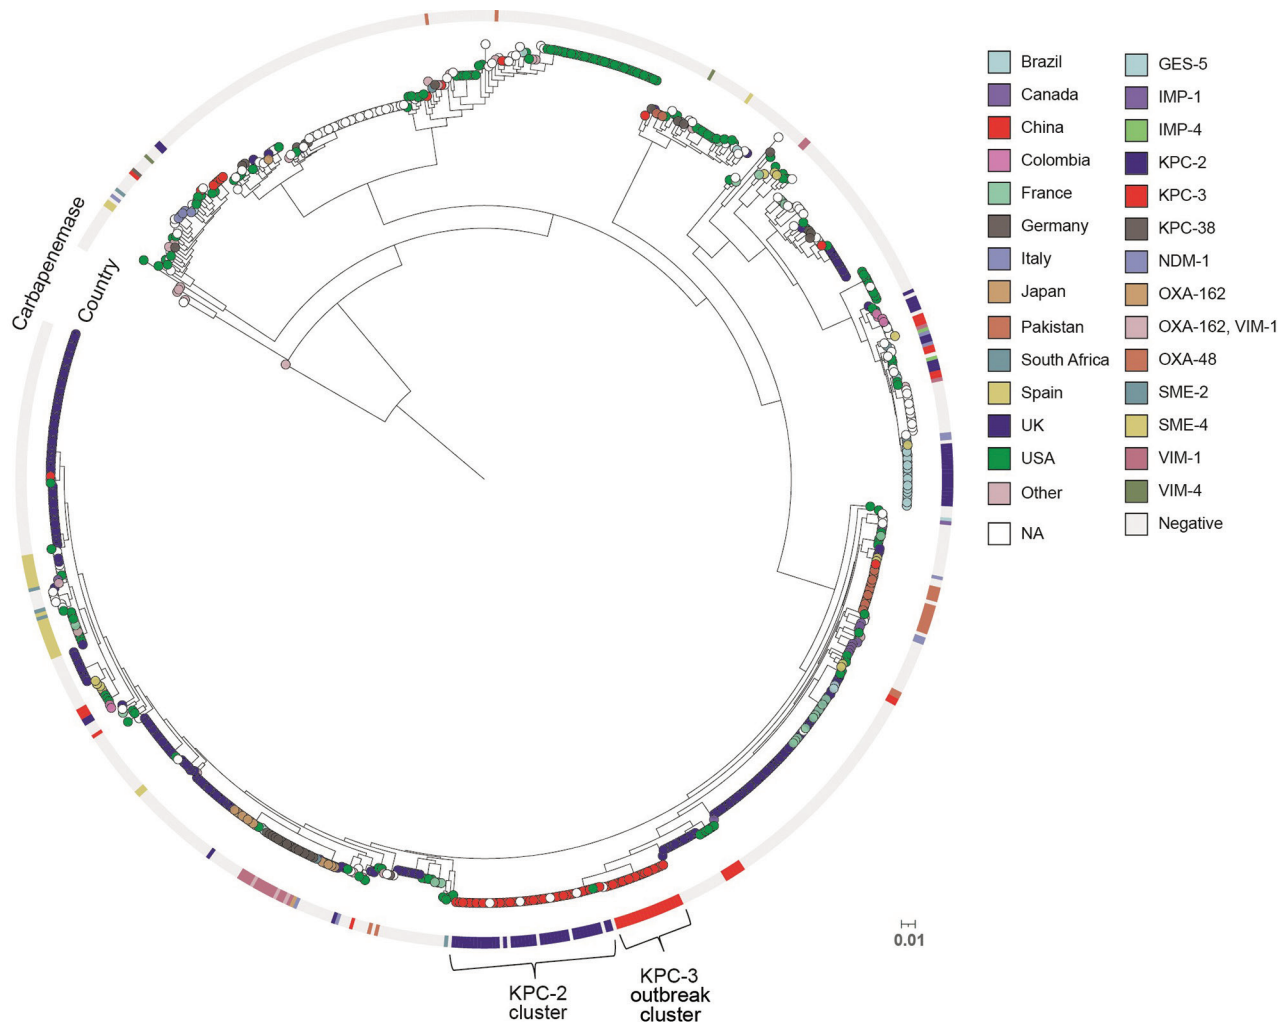 Carbapenemase
Country
Brazil
Canada
China
Colombia
France
Germany
Italy
Japan
Pakistan
South Africa
Spain
UK
USA
Other
NA
GES-5
IMP-1
IMP-4
KPC-2
KPC-3
KPC-38
NDM-1
OXA-162
OXA-162, VIM-1
OXA-48
SME-2
SME-4
VIM-1
VIM-4
Negative
0.01
KPC-2
cluster
KPC-3
outbreak
cluster